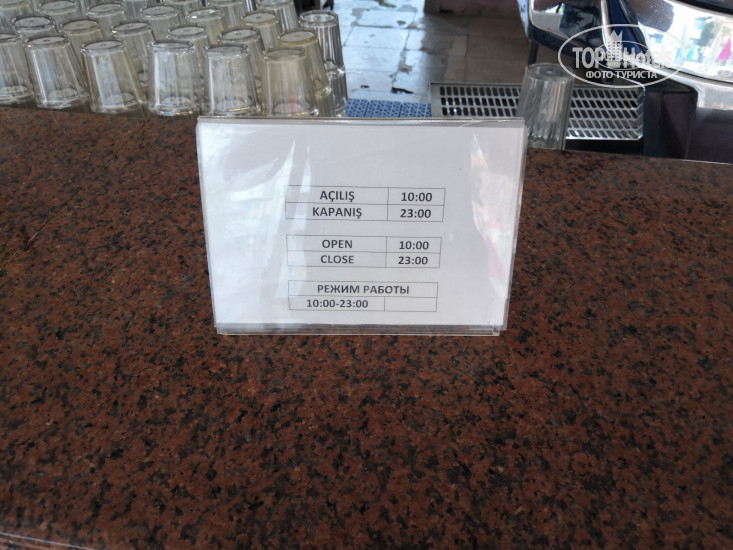 TOP Hotels
ФОТО ТУРИСТА
AÇILIŞ 10:00
KAPANIŞ 23:00
OPEN 10:00
CLOSE 23:00
РЕЖИМ РАБОТЫ
10:00-23:00